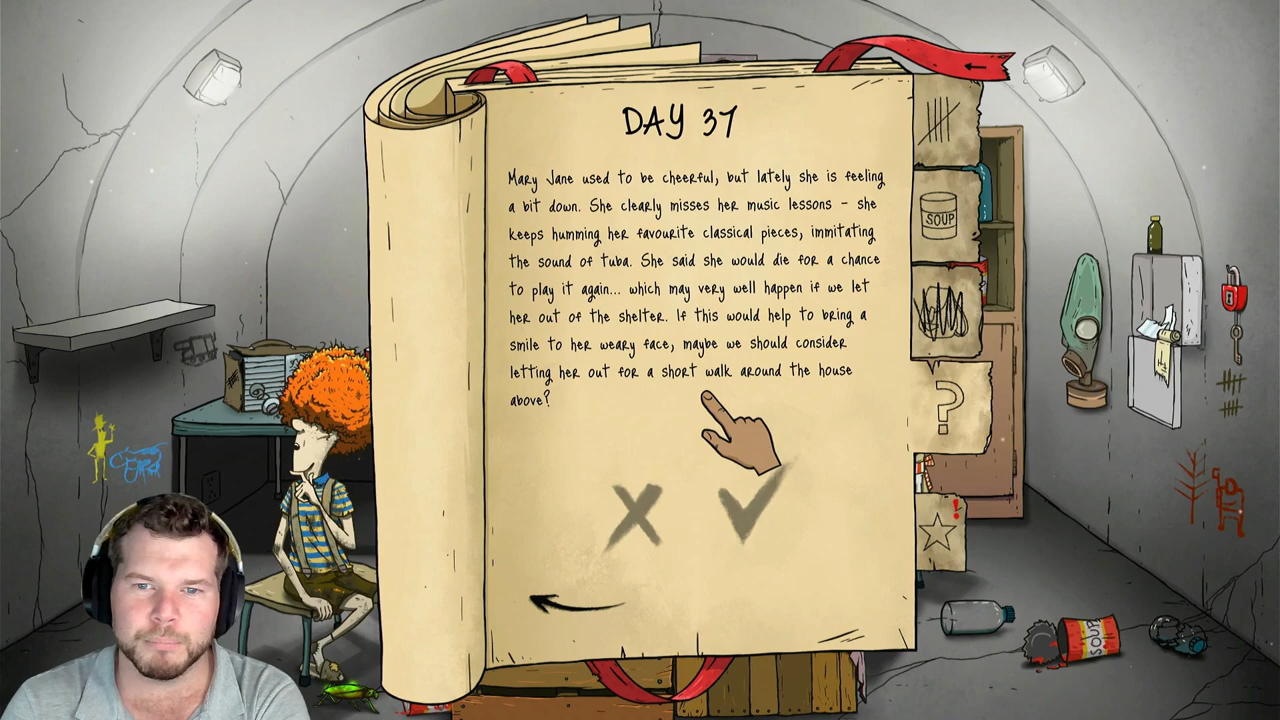 DAY 37
Mary Jane used to be cheerful, but lately she is feeling
a bit down. She clearly misses her music lessons - she
keeps humming her favourite classical pieces, immitating
the sound of tuba. She said she would die for a chance
to play it again... which may very well happen if we let
her out of the shelter. If this would help to bring a
smile to her weary face, maybe we should consider
letting her out for a short walk around the house
above?
SOUP
?
!
SOUP